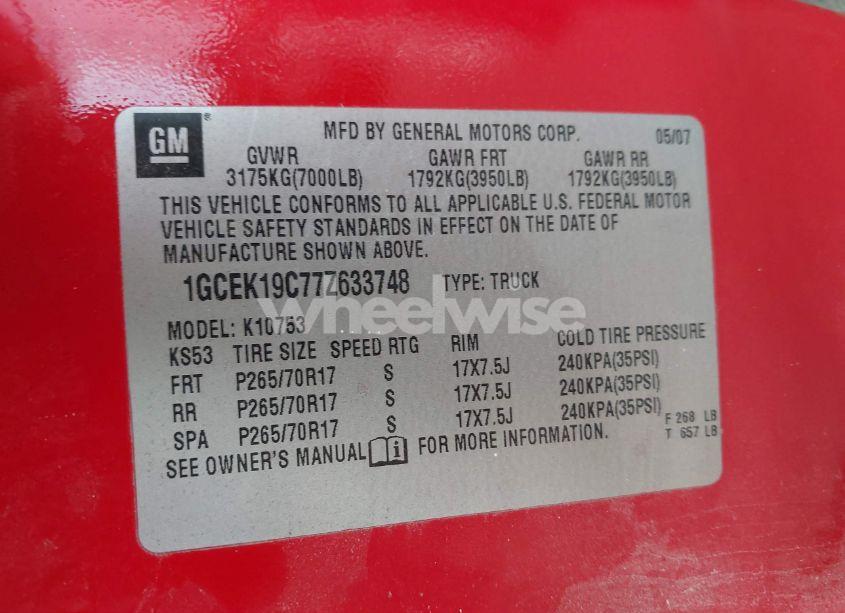 GM ® MFD BY GENERAL MOTORS CORP. 05/07
GVWR GAWR FRT GAWR RR
3175KG(7000LB) 1792KG(3950LB) 1792KG(3950LB)
THIS VEHICLE CONFORMS TO ALL APPLICABLE U.S. FEDERAL MOTOR
VEHICLE SAFETY STANDARDS IN EFFECT ON THE DATE OF
MANUFACTURE SHOWN ABOVE.
1GCEK19C77Z633748 TYPE: TRUCK
wheelwise
MODEL: K10753
KS53 TIRE SIZE SPEED RTG RIM COLD TIRE PRESSURE
FRT P265/70R17 S 17X7.5J 240KPA(35PSI)
RR P265/70R17 S 17X7.5J 240KPA(35PSI)
SPA P265/70R17 S 17X7.5J 240KPA(35PSI)
F 268 LB
T 657 LB
SEE OWNER'S MANUAL i FOR MORE INFORMATION.